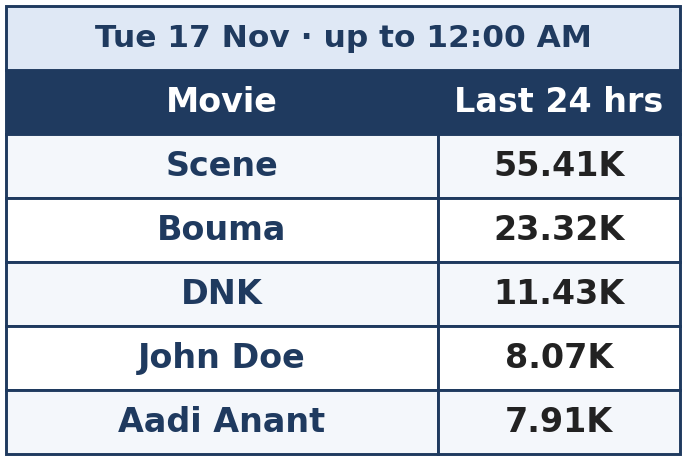 Tue 17 Nov · up to 12:00 AM
Movie Last 24 hrs
Scene 55.41K
Bouma 23.32K
DNK 11.43K
John Doe 8.07K
Aadi Anant 7.91K